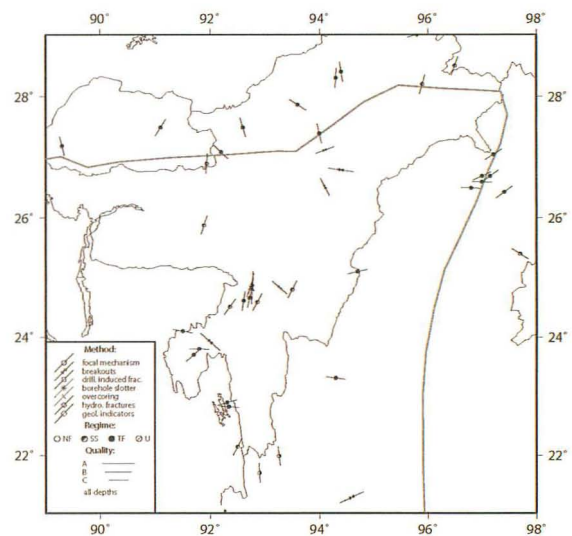 90° 92° 94° 96° 98°
28° 28°
26° 26°
24° 24°
22° 22°
Method:
focal mechanism
breakouts
drill. induced frac.
borehole slotter
overcoring
hydro. fractures
geol. indicators
Regime:
NF SS TF U
Quality:
A
B
C
all depths
90° 92° 94° 96° 98°